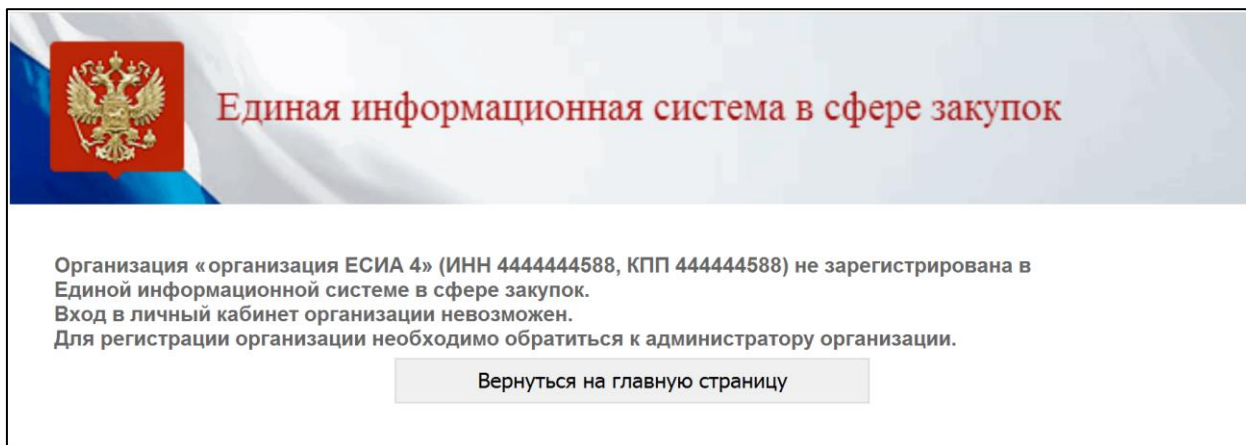 Единая информационная система в сфере закупок
Организация «организация ЕСИА 4» (ИНН 4444444588, КПП 444444588) не зарегистрирована в
Единой информационной системе в сфере закупок.
Вход в личный кабинет организации невозможен.
Для регистрации организации необходимо обратиться к администратору организации.
Вернуться на главную страницу